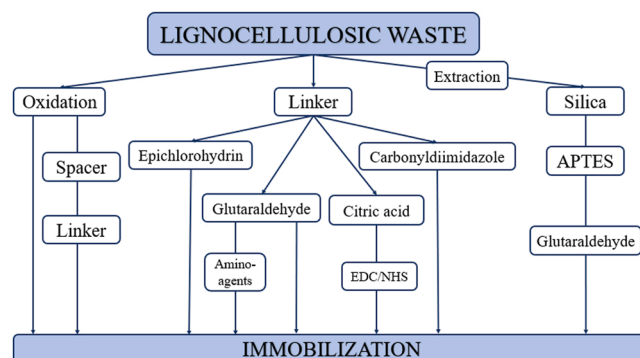 LIGNOCELLULOSIC WASTE
Extraction
Oxidation
Linker
Silica
Epichlorohydrin
Carbonyldiimidazole
Spacer
APTES
Glutaraldehyde
Citric acid
Linker
Glutaraldehyde
Amino-
agents
EDC/NHS
IMMOBILIZATION